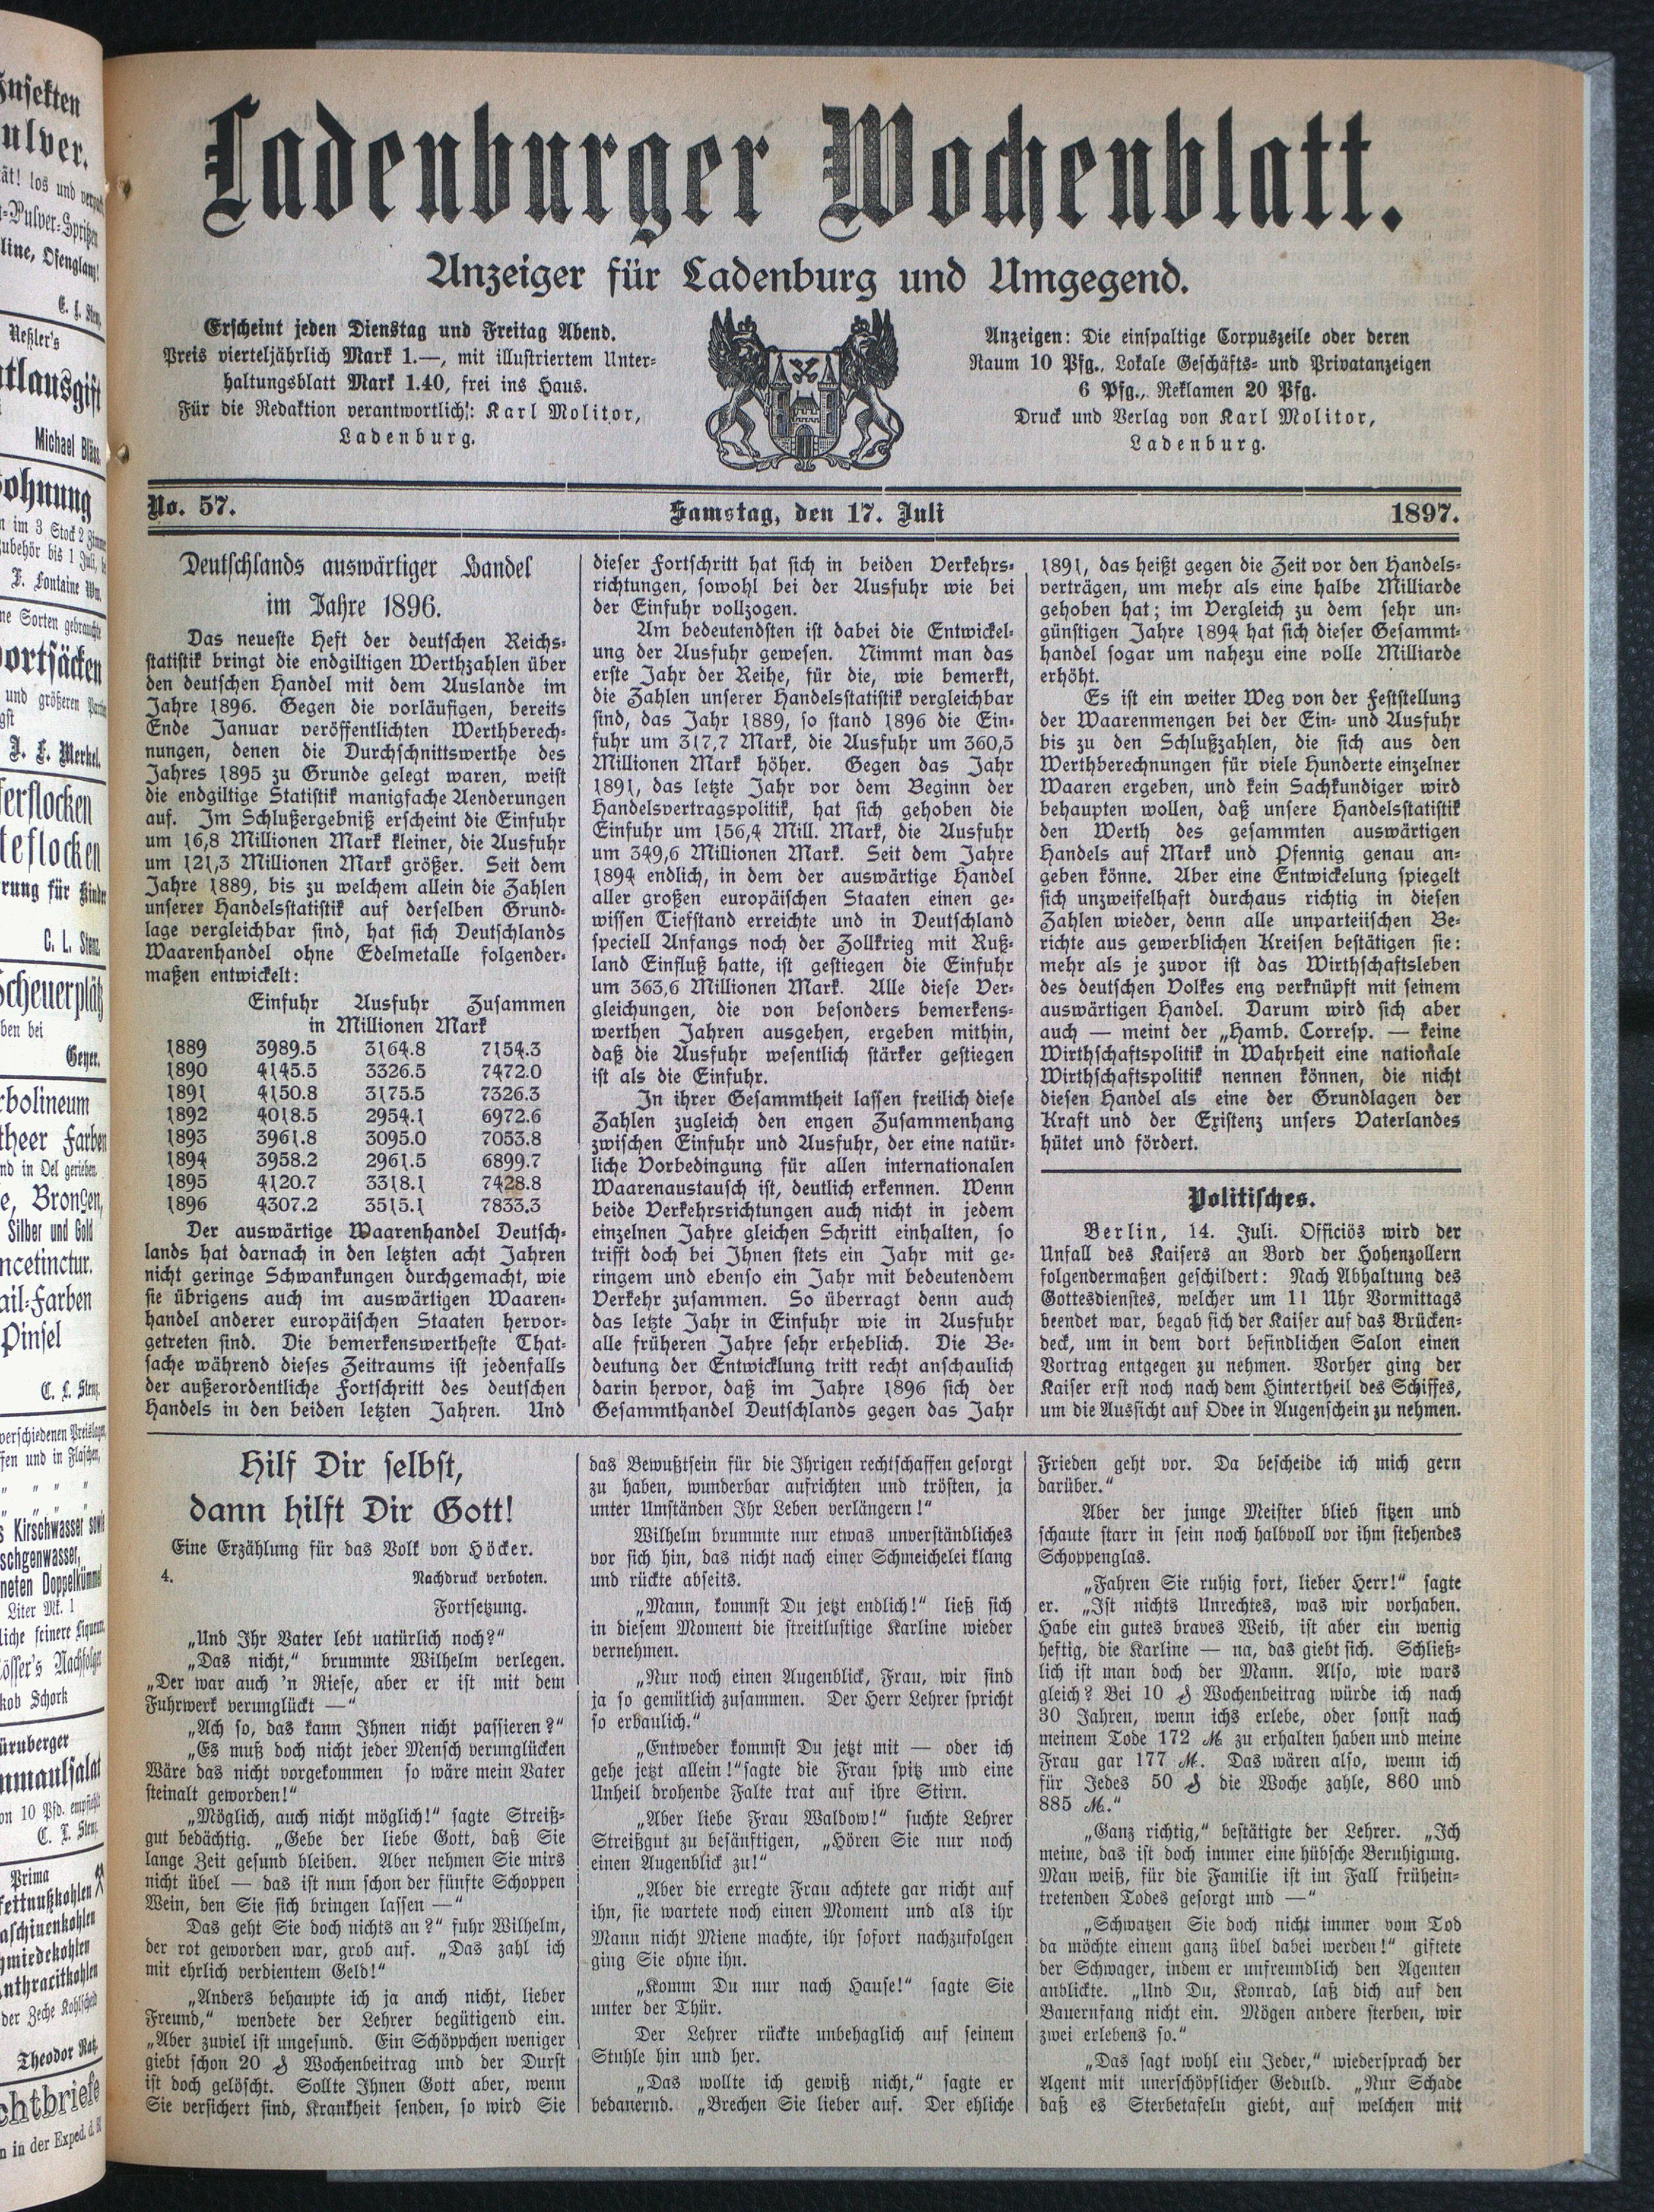 Ladenburger Wochenblatt.
Anzeiger für Ladenburg und Umgegend.
Erscheint jeden Dienstag und Freitag Abend.
Preis vierteljährlich Mark 1.—, mit illustriertem Unter-
haltungsblatt Mark 1.40, frei ins Haus.
Für die Redaktion verantwortlich: Karl Molitor,
Ladenburg.
Anzeigen: Die einspaltige Corpuszeile oder deren
Raum 10 Pfg., Lokale Geschäfts- und Privatanzeigen
6 Pfg., Reklamen 20 Pfg.
Druck und Verlag von Karl Molitor,
Ladenburg.
No. 57.
Samstag, den 17. Juli
1897.
Deutschlands auswärtiger Handel
im Jahre 1896.
Das neueste Heft der deutschen Reichs-
statistik bringt die endgiltigen Werthzahlen über
den deutschen Handel mit dem Auslande im
Jahre 1896. Gegen die vorläufigen, bereits
Ende Januar veröffentlichten Werthberech-
nungen, denen die Durchschnittswerthe des
Jahres 1895 zu Grunde gelegt waren, weist
die endgiltige Statistik manigfache Aenderungen
auf. Im Schlußergebniß erscheint die Einfuhr
um 16,8 Millionen Mark kleiner, die Ausfuhr
um 121,3 Millionen Mark größer. Seit dem
Jahre 1889, bis zu welchem allein die Zahlen
unserer Handelsstatistik auf derselben Grund-
lage vergleichbar sind, hat sich Deutschlands
Waarenhandel ohne Edelmetalle folgender-
maßen entwickelt:
Einfuhr Ausfuhr Zusammen
in Millionen Mark
1889 3989.5 3164.8 7154.3
1890 4145.5 3326.5 7472.0
1891 4150.8 3175.5 7326.3
1892 4018.5 2954.1 6972.6
1893 3961.8 3095.0 7053.8
1894 3958.2 2961.5 6899.7
1895 4120.7 3318.1 7428.8
1896 4307.2 3515.1 7833.3
Der auswärtige Waarenhandel Deutsch-
lands hat darnach in den letzten acht Jahren
nicht geringe Schwankungen durchgemacht, wie
sie übrigens auch im auswärtigen Waaren-
handel anderer europäischen Staaten hervor-
getreten sind. Die bemerkenswertheste That-
sache während dieses Zeitraums ist jedenfalls
der außerordentliche Fortschritt des deutschen
Handels in den beiden letzten Jahren. Und
dieser Fortschritt hat sich in beiden Verkehrs-
richtungen, sowohl bei der Ausfuhr wie bei
der Einfuhr vollzogen.
Am bedeutendsten ist dabei die Entwickel-
ung der Ausfuhr gewesen. Nimmt man das
erste Jahr der Reihe, für die, wie bemerkt,
die Zahlen unserer Handelsstatistik vergleichbar
sind, das Jahr 1889, so stand 1896 die Ein-
fuhr um 317,7 Mark, die Ausfuhr um 360,5
Millionen Mark höher. Gegen das Jahr
1891, das letzte Jahr vor dem Beginn der
Handelsvertragspolitik, hat sich gehoben die
Einfuhr um 156,4 Mill. Mark, die Ausfuhr
um 349,6 Millionen Mark. Seit dem Jahre
1894 endlich, in dem der auswärtige Handel
aller großen europäischen Staaten einen ge-
wissen Tiefstand erreichte und in Deutschland
speciell Anfangs noch der Zollkrieg mit Ruß-
land Einfluß hatte, ist gestiegen die Einfuhr
um 363,6 Millionen Mark. Alle diese Ver-
gleichungen, die von besonders bemerkens-
werthen Jahren ausgehen, ergeben mithin,
daß die Ausfuhr wesentlich stärker gestiegen
ist als die Einfuhr.
In ihrer Gesammtheit lassen freilich diese
Zahlen zugleich den engen Zusammenhang
zwischen Einfuhr und Ausfuhr, der eine natür-
liche Vorbedingung für allen internationalen
Waarenaustausch ist, deutlich erkennen. Wenn
beide Verkehrsrichtungen auch nicht in jedem
einzelnen Jahre gleichen Schritt einhalten, so
trifft doch bei Ihnen stets ein Jahr mit ge-
ringem und ebenso ein Jahr mit bedeutendem
Verkehr zusammen. So überragt denn auch
das letzte Jahr in Einfuhr wie in Ausfuhr
alle früheren Jahre sehr erheblich. Die Be-
deutung der Entwicklung tritt recht anschaulich
darin hervor, daß im Jahre 1896 sich der
Gesammthandel Deutschlands gegen das Jahr
1891, das heißt gegen die Zeit vor den Handels-
verträgen, um mehr als eine halbe Milliarde
gehoben hat; im Vergleich zu dem sehr un-
günstigen Jahre 1894 hat sich dieser Gesammt-
handel sogar um nahezu eine volle Milliarde
erhöht.
Es ist ein weiter Weg von der Feststellung
der Waarenmengen bei der Ein- und Ausfuhr
bis zu den Schlußzahlen, die sich aus den
Werthberechnungen für viele Hunderte einzelner
Waaren ergeben, und kein Sachkundiger wird
behaupten wollen, daß unsere Handelsstatistik
den Werth des gesammten auswärtigen
Handels auf Mark und Pfennig genau an-
geben könne. Aber eine Entwickelung spiegelt
sich unzweifelhaft durchaus richtig in diesen
Zahlen wieder, denn alle unparteiischen Be-
richte aus gewerblichen Kreisen bestätigen sie:
mehr als je zuvor ist das Wirthschaftsleben
des deutschen Volkes eng verknüpft mit seinem
auswärtigen Handel. Darum wird sich aber
auch — meint der „Hamb. Corresp. — keine
Wirthschaftspolitik in Wahrheit eine nationale
Wirthschaftspolitik nennen können, die nicht
diesen Handel als eine der Grundlagen der
Kraft und der Existenz unsers Vaterlandes
hütet und fördert.
Politisches.
Berlin, 14. Juli. Officiös wird der
Unfall des Kaisers an Bord der Hohenzollern
folgendermaßen geschildert: Nach Abhaltung des
Gottesdienstes, welcher um 11 Uhr Vormittags
beendet war, begab sich der Kaiser auf das Brücken-
deck, um in dem dort befindlichen Salon einen
Vortrag entgegen zu nehmen. Vorher ging der
Kaiser erst noch nach dem Hintertheil des Schiffes,
um die Aussicht auf Odee in Augenschein zu nehmen.
Hilf Dir selbst,
dann hilft Dir Gott!
Eine Erzählung für das Volk von Höcker.
4. Nachdruck verboten.
Fortsetzung.
„Und Ihr Vater lebt natürlich noch?“
„Das nicht,“ brummte Wilhelm verlegen.
„Der war auch 'n Riese, aber er ist mit dem
Fuhrwerk verunglückt —“
„Ach so, das kann Ihnen nicht passieren?“
„Es muß doch nicht jeder Mensch verunglücken
Wäre das nicht vorgekommen so wäre mein Vater
steinalt geworden!“
„Möglich, auch nicht möglich!“ sagte Streiß-
gut bedächtig. „Gebe der liebe Gott, daß Sie
lange Zeit gesund bleiben. Aber nehmen Sie mirs
nicht übel — das ist nun schon der fünfte Schoppen
Wein, den Sie sich bringen lassen —“
Das geht Sie doch nichts an?“ fuhr Wilhelm,
der rot geworden war, grob auf. „Das zahl ich
mit ehrlich verdientem Geld!“
„Anders behaupte ich ja anch nicht, lieber
Freund,“ wendete der Lehrer begütigend ein.
„Aber zuviel ist ungesund. Ein Schöppchen weniger
giebt schon 20 ₰ Wochenbeitrag und der Durst
ist doch gelöscht. Sollte Ihnen Gott aber, wenn
Sie versichert sind, Krankheit senden, so wird Sie
das Bewußtsein für die Ihrigen rechtschaffen gesorgt
zu haben, wunderbar aufrichten und trösten, ja
unter Umständen Ihr Leben verlängern!“
Wilhelm brummte nur etwas unverständliches
vor sich hin, das nicht nach einer Schmeichelei klang
und rückte abseits.
„Mann, kommst Du jetzt endlich!“ ließ sich
in diesem Moment die streitlustige Karline wieder
vernehmen.
„Nur noch einen Augenblick, Frau, wir sind
ja so gemütlich zusammen. Der Herr Lehrer spricht
so erbaulich.“
„Entweder kommst Du jetzt mit — oder ich
gehe jetzt allein!“ sagte die Frau spitz und eine
Unheil drohende Falte trat auf ihre Stirn.
„Aber liebe Frau Waldow!“ suchte Lehrer
Streißgut zu besänftigen, „Hören Sie nur noch
einen Augenblick zu!“
„Aber die erregte Frau achtete gar nicht auf
ihn, sie wartete noch einen Moment und als ihr
Mann nicht Miene machte, ihr sofort nachzufolgen
ging Sie ohne ihn.
„Komm Du nur nach Hause!“ sagte Sie
unter der Thür.
Der Lehrer rückte unbehaglich auf seinem
Stuhle hin und her.
„Das wollte ich gewiß nicht,“ sagte er
bedauernd. „Brechen Sie lieber auf. Der ehliche
Frieden geht vor. Da bescheide ich mich gern
darüber.“
Aber der junge Meister blieb sitzen und
schaute starr in sein noch halbvoll vor ihm stehendes
Schoppenglas.
„Fahren Sie ruhig fort, lieber Herr!“ sagte
er. „Ist nichts Unrechtes, was wir vorhaben.
Habe ein gutes braves Weib, ist aber ein wenig
heftig, die Karline — na, das giebt sich. Schließ-
lich ist man doch der Mann. Also, wie wars
gleich? Bei 10 ₰ Wochenbeitrag würde ich nach
30 Jahren, wenn ichs erlebe, oder sonst nach
meinem Tode 172 ℳ zu erhalten haben und meine
Frau gar 177 ℳ. Das wären also, wenn ich
für Jedes 50 ₰ die Woche zahle, 860 und
885 ℳ.“
„Ganz richtig,“ bestätigte der Lehrer. „Ich
meine, das ist doch immer eine hübsche Beruhigung.
Man weiß, für die Familie ist im Fall frühein-
tretenden Todes gesorgt und —“
„Schwatzen Sie doch nicht immer vom Tod
da möchte einem ganz übel dabei werden!“ giftete
der Schwager, indem er unfreundlich den Agenten
anblickte. „Und Du, Konrad, laß dich auf den
Bauernfang nicht ein. Mögen andere sterben, wir
zwei erlebens so.“
„Das sagt wohl ein Jeder,“ wiedersprach der
Agent mit unerschöpflicher Geduld. „Nur Schade
daß es Sterbetafeln giebt, auf welchen mit